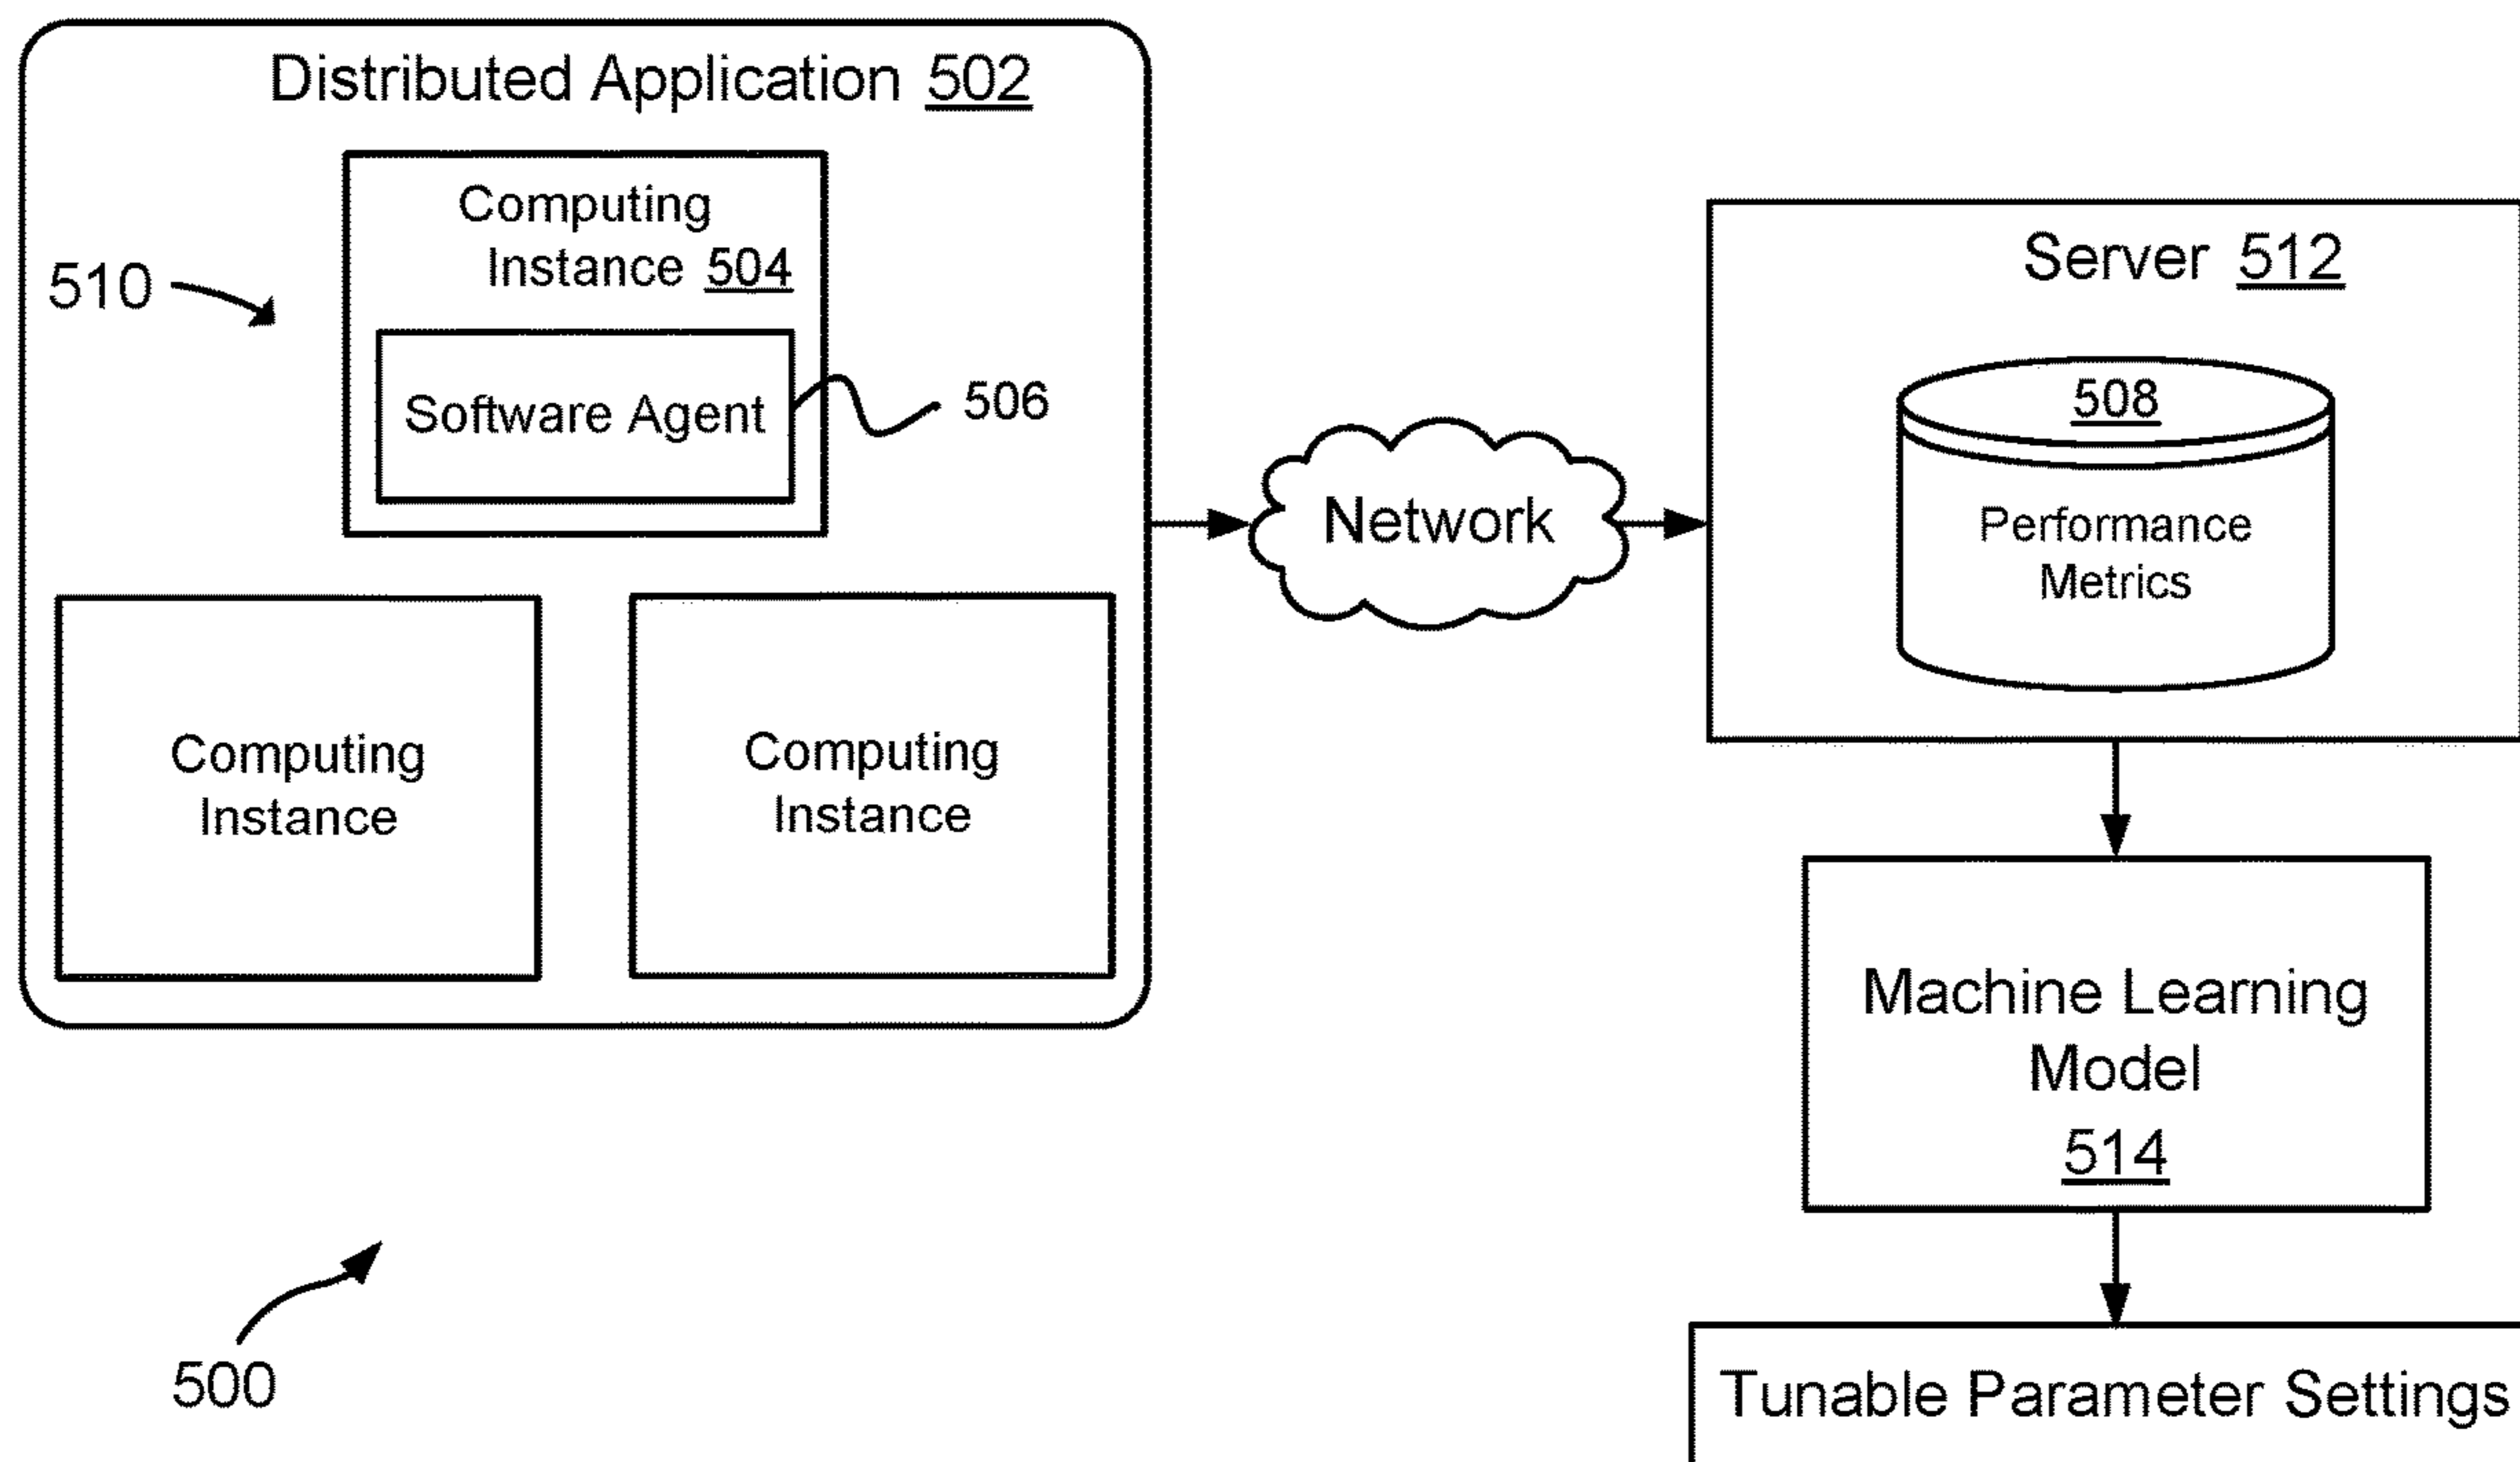 Distributed Application 502
Computing
Instance 504
510
Software Agent
506
Computing
Instance
Computing
Instance
500
Network
Server 512
508
Performance
Metrics
Machine Learning
Model
514
Tunable Parameter Settings